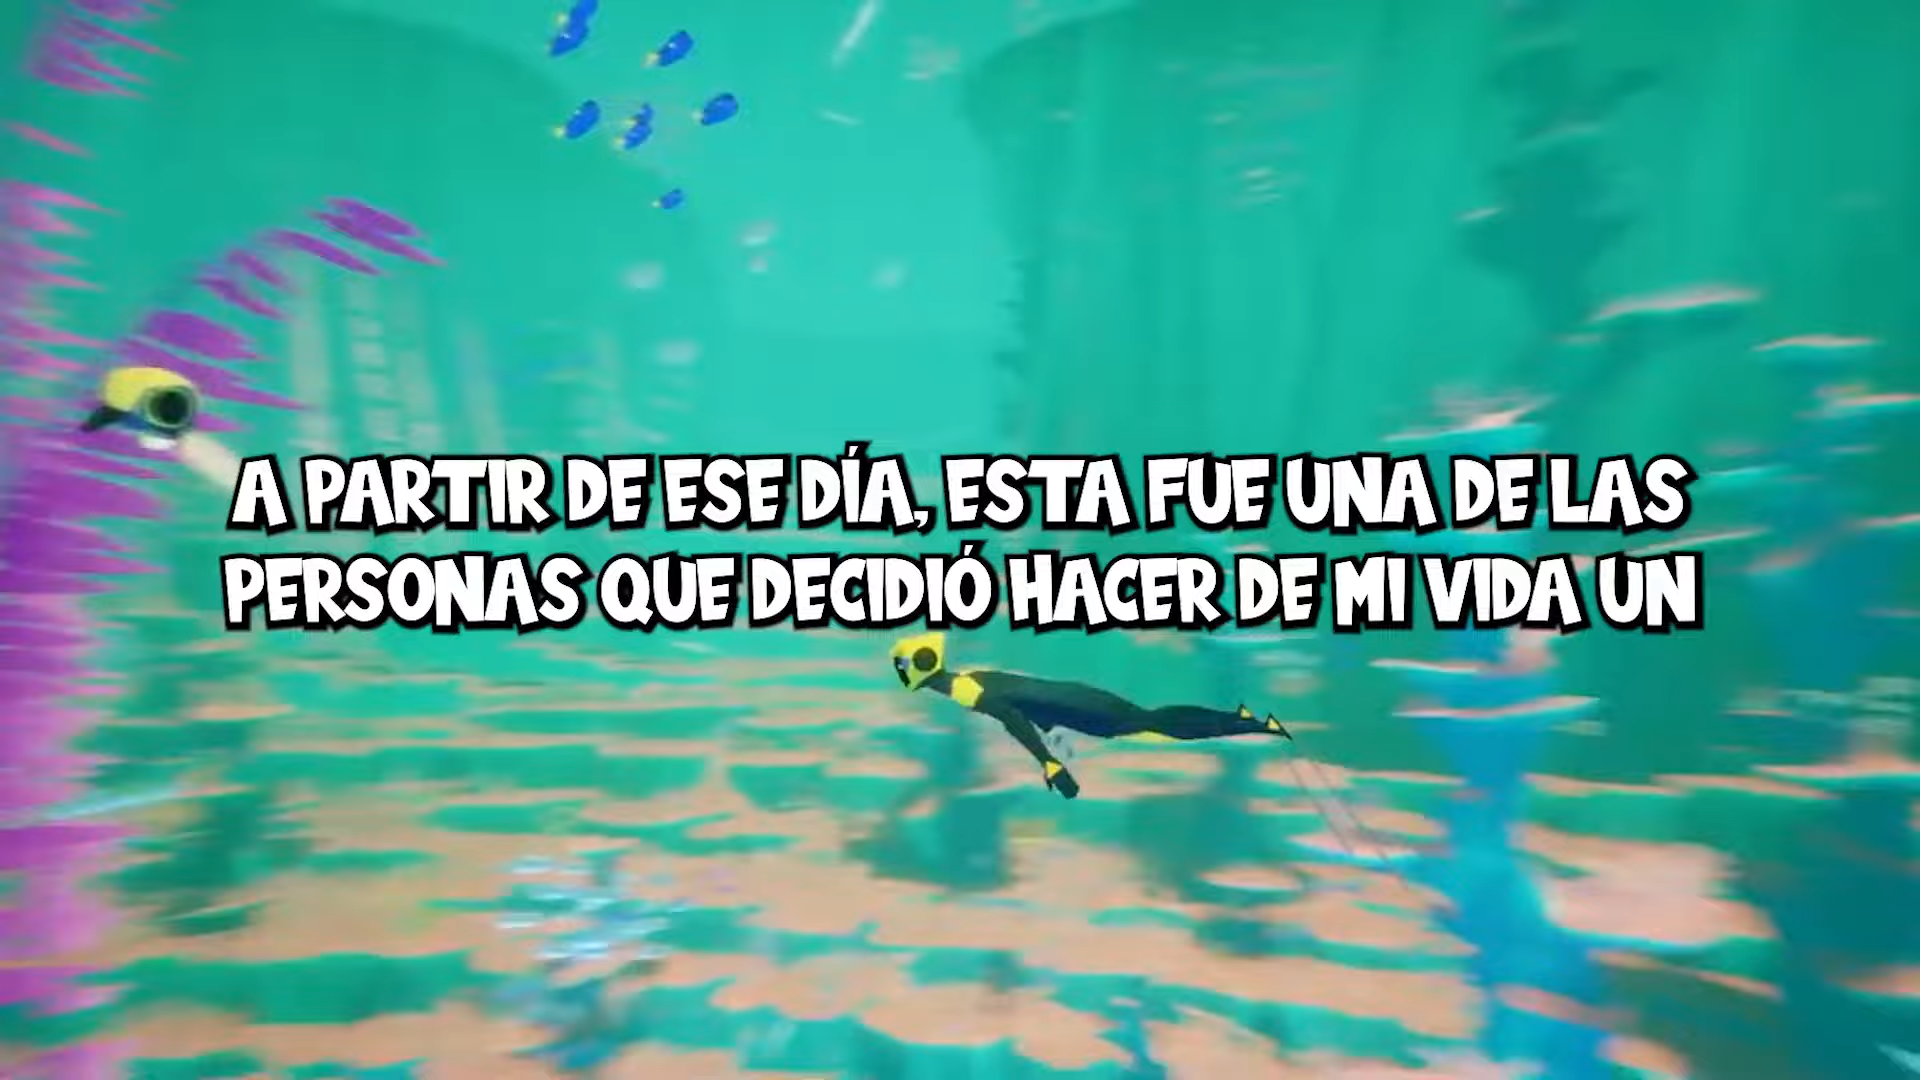 A PARTIR DE ESE DÍA, ESTA FUE UNA DE LAS
PERSONAS QUE DECIDIÓ HACER DE MI VIDA UN